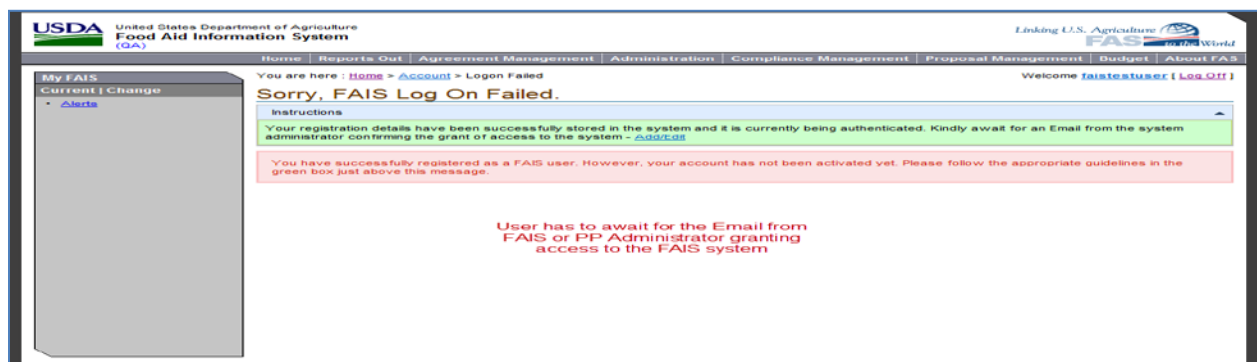 USDA
United States Department of Agriculture
Food Aid Information System
(QA)
Linking U.S. Agriculture
FAS to the World
Home | Reports Out | Agreement Management | Administration | Compliance Management | Proposal Management | Budget | About FAS
My FAIS
Current | Change
• Alerts
You are here : Home > Account > Logon Failed
Welcome faistestuser [ Log Off ]
Sorry, FAIS Log On Failed.
Instructions
Your registration details have been successfully stored in the system and it is currently being authenticated. Kindly await for an Email from the system
administrator confirming the grant of access to the system - Add/Edit
You have successfully registered as a FAIS user. However, your account has not been activated yet. Please follow the appropriate guidelines in the
green box just above this message.
User has to await for the Email from
FAIS or PP Administrator granting
access to the FAIS system